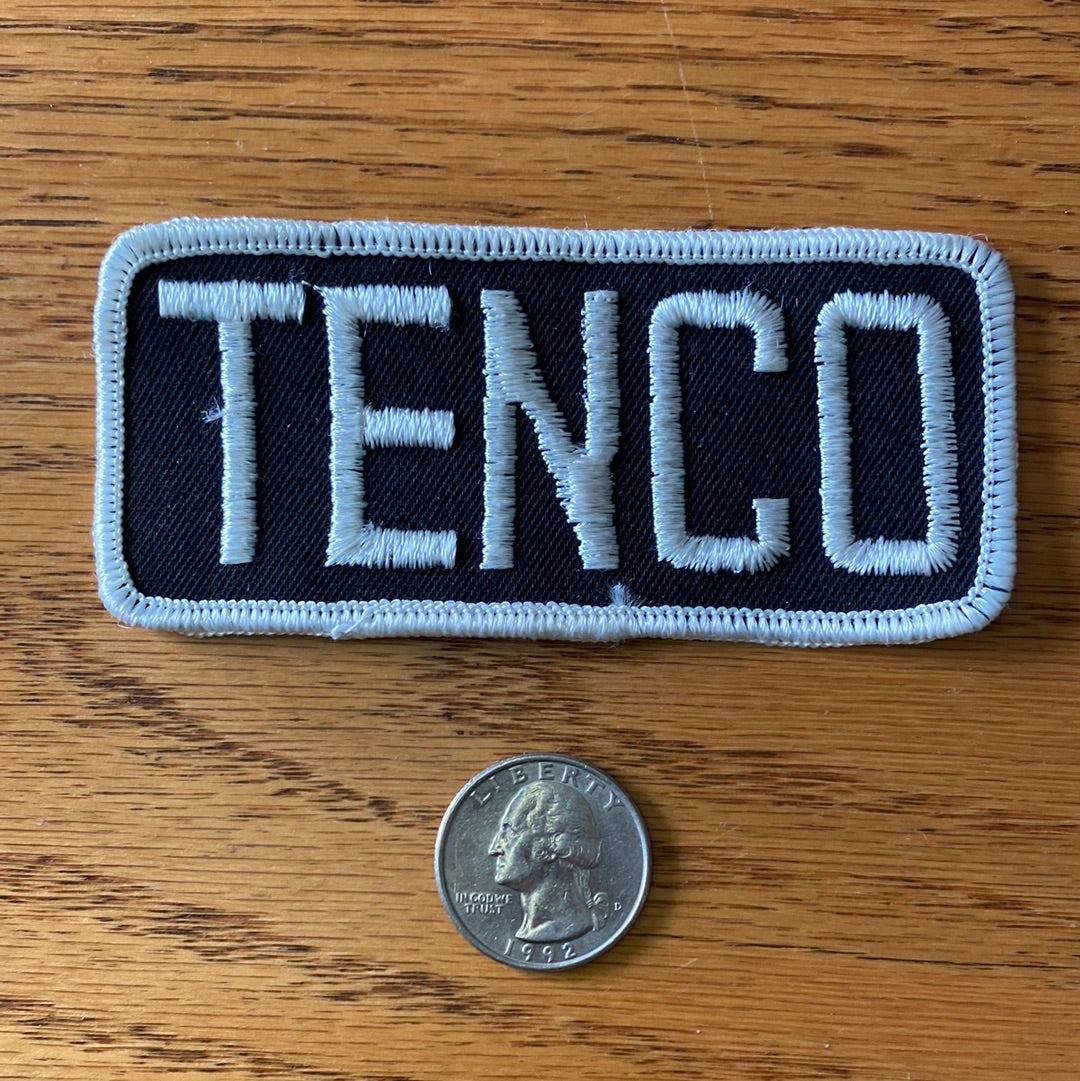 TENCO
LIBERTY
IN GOD WE
TRUST
D
1992